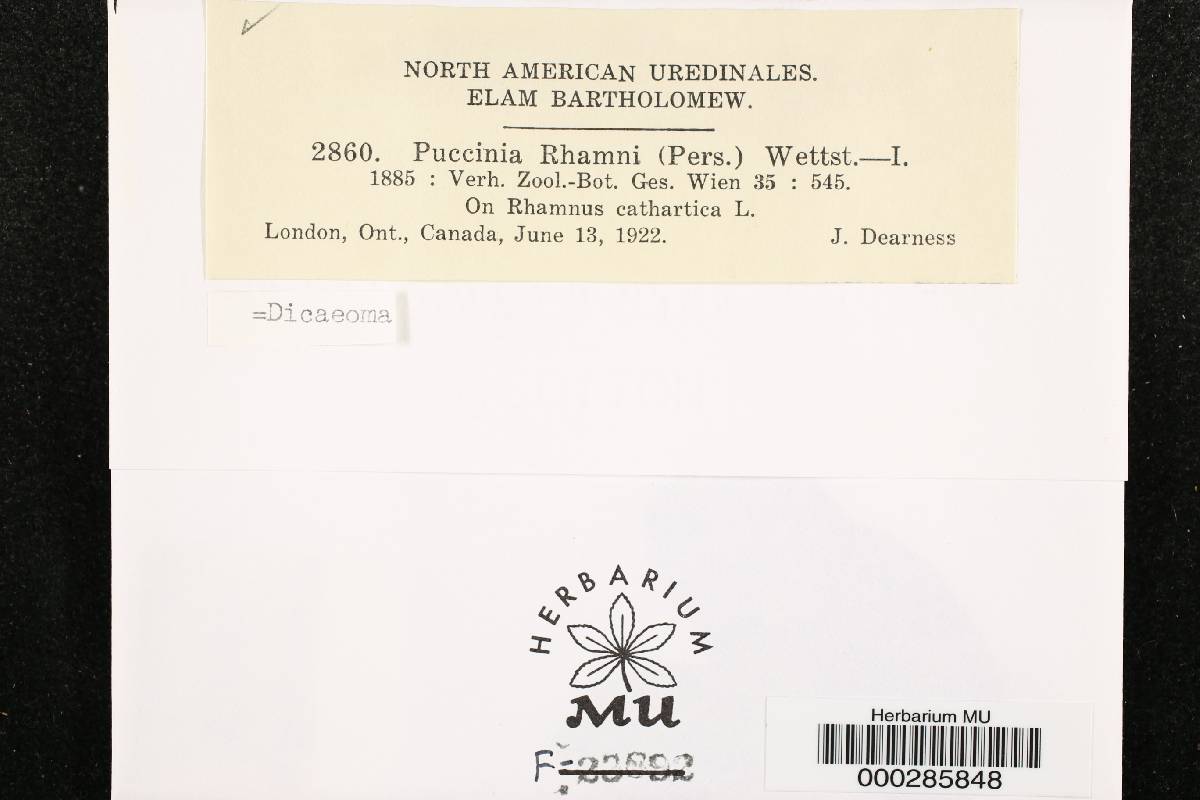 NORTH AMERICAN UREDINALES.
ELAM BARTHOLOMEW.
2860. Puccinia Rhamni (Pers.) Wettst.—I.
1885 : Verh. Zool.-Bot. Ges. Wien 35 : 545.
On Rhamnus cathartica L.
London, Ont., Canada, June 13, 1922. J. Dearness
=Dicaeoma
HERBARIUM
MU
F-
Herbarium MU
000285848